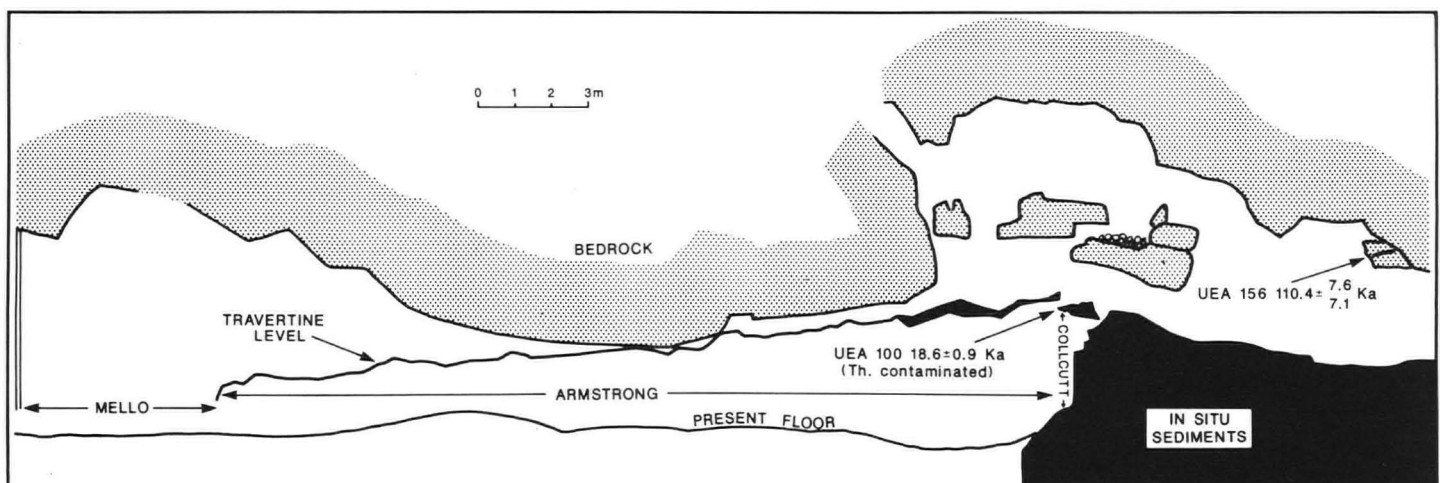 0 1 2 3m
BEDROCK
UEA 156 110.4± 7.6 Ka
7.1
TRAVERTINE
LEVEL
UEA 100 18.6±0.9 Ka
(Th. contaminated)
COLLCUTT
MELLO
ARMSTRONG
PRESENT FLOOR
IN SITU
SEDIMENTS